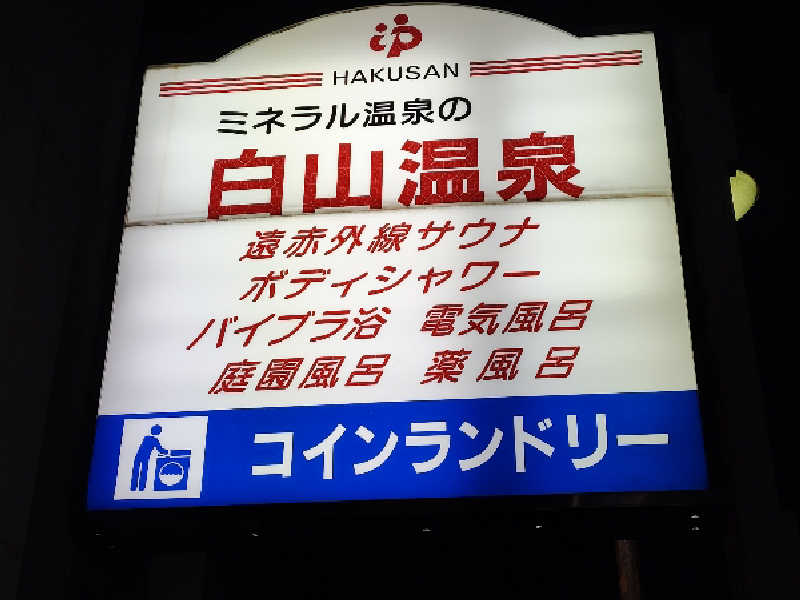 ip
HAKUSAN
ミネラル温泉の
白山温泉
遠赤外線サウナ
ボディシャワー
バイブラ浴 電気風呂
庭園風呂 薬風呂
コインランドリー